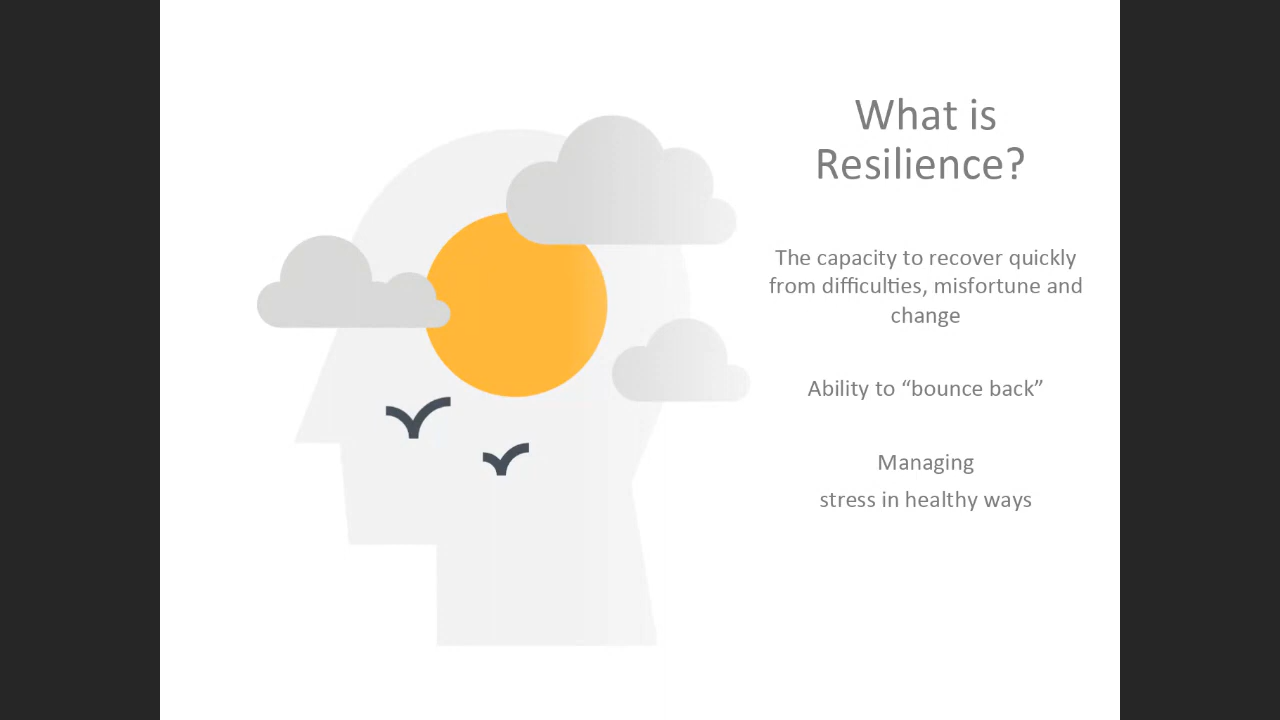 What is
Resilience?
The capacity to recover quickly
from difficulties, misfortune and
change
Ability to “bounce back”
Managing
stress in healthy ways